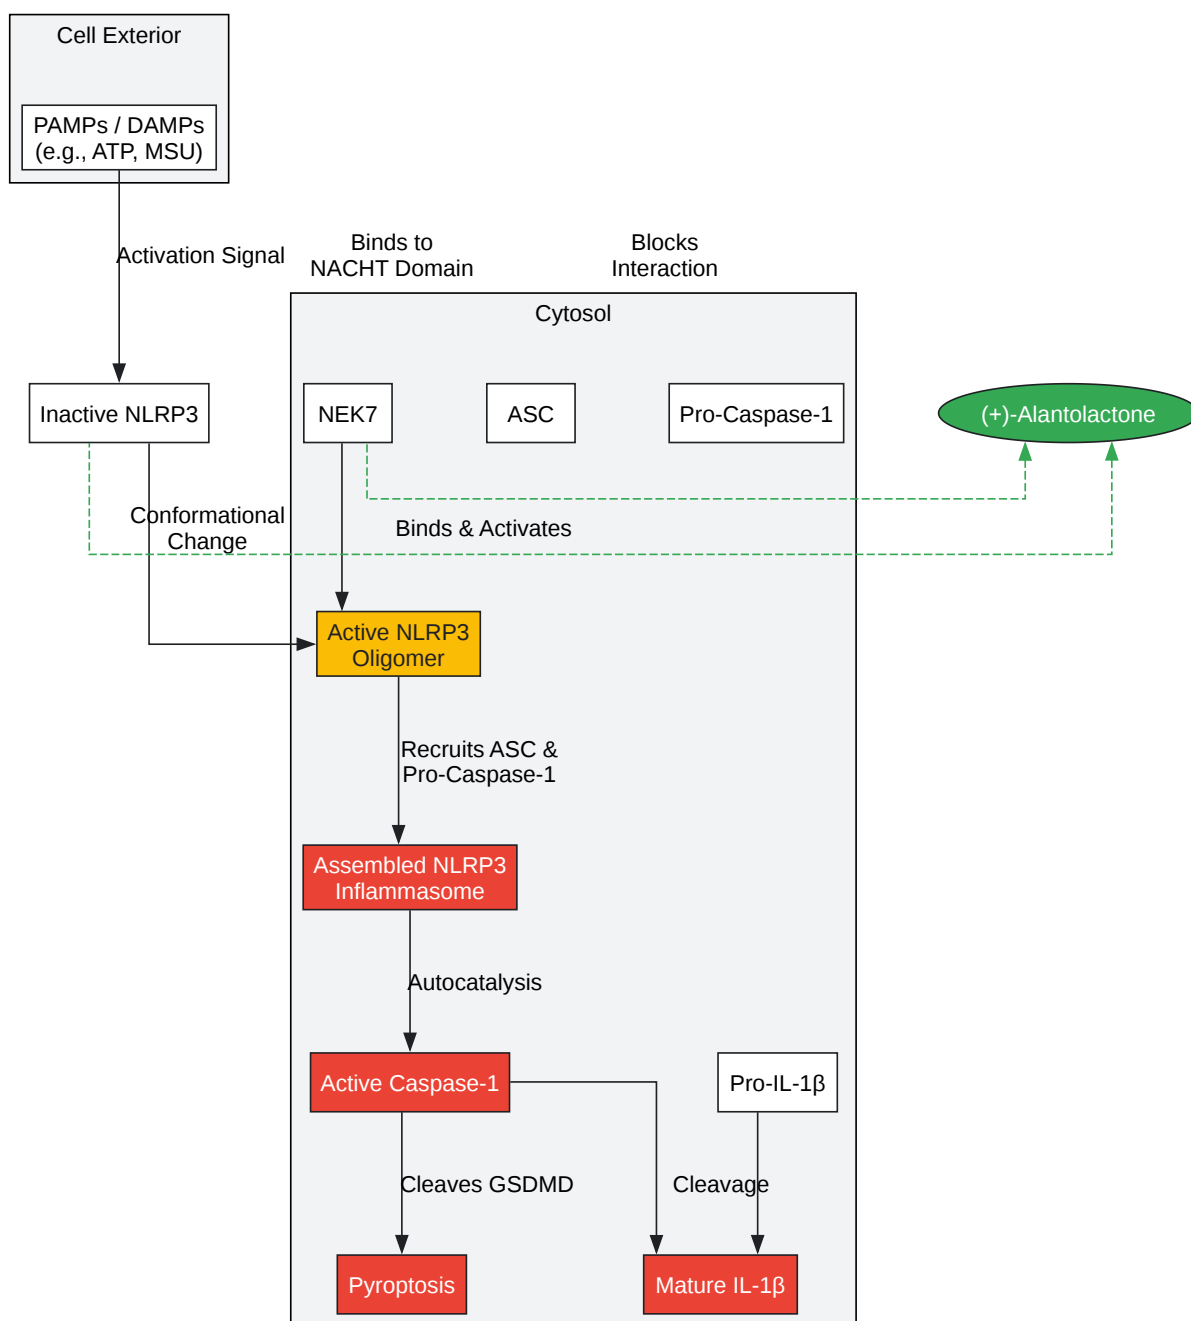 Cell Exterior
PAMPs / DAMPs
(e.g., ATP, MSU)
Activation Signal
Binds to
NACHT Domain
Blocks
Interaction
Cytosol
Inactive NLRP3
NEK7
ASC
Pro-Caspase-1
(+)-Alantolactone
Conformational
Change
Binds & Activates
Active NLRP3
Oligomer
Recruits ASC &
Pro-Caspase-1
Assembled NLRP3
Inflammasome
Autocatalysis
Active Caspase-1
Pro-IL-1β
Cleaves GSDMD
Cleavage
Pyroptosis
Mature IL-1β